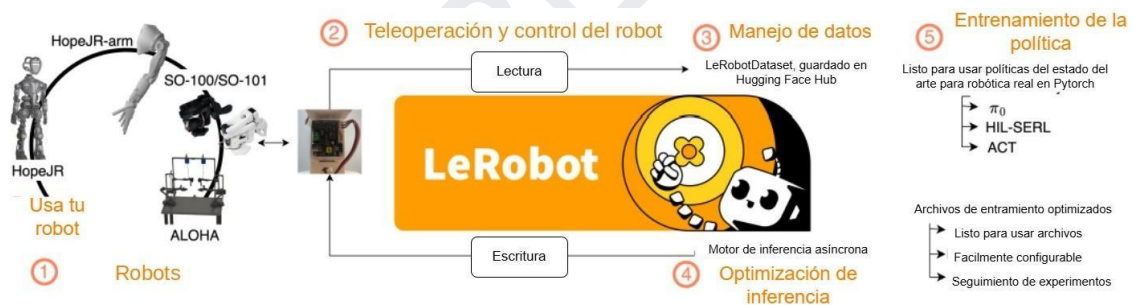 HopeJR-arm
SO-100/SO-101
HopeJR
Usa tu
robot
ALOHA
1 Robots
2 Teleoperación y control del robot
Lectura
3 Manejo de datos
LeRobotDataset, guardado en
Hugging Face Hub
LeRobot
Escritura
Motor de inferencia asíncrona
4 Optimización de
inferencia
5 Entrenamiento de la
política
Listo para usar políticas del estado del
arte para robótica real en Pytorch
π0
HIL-SERL
ACT
Archivos de entramiento optimizados
Listo para usar archivos
Facilmente configurable
Seguimiento de experimentos